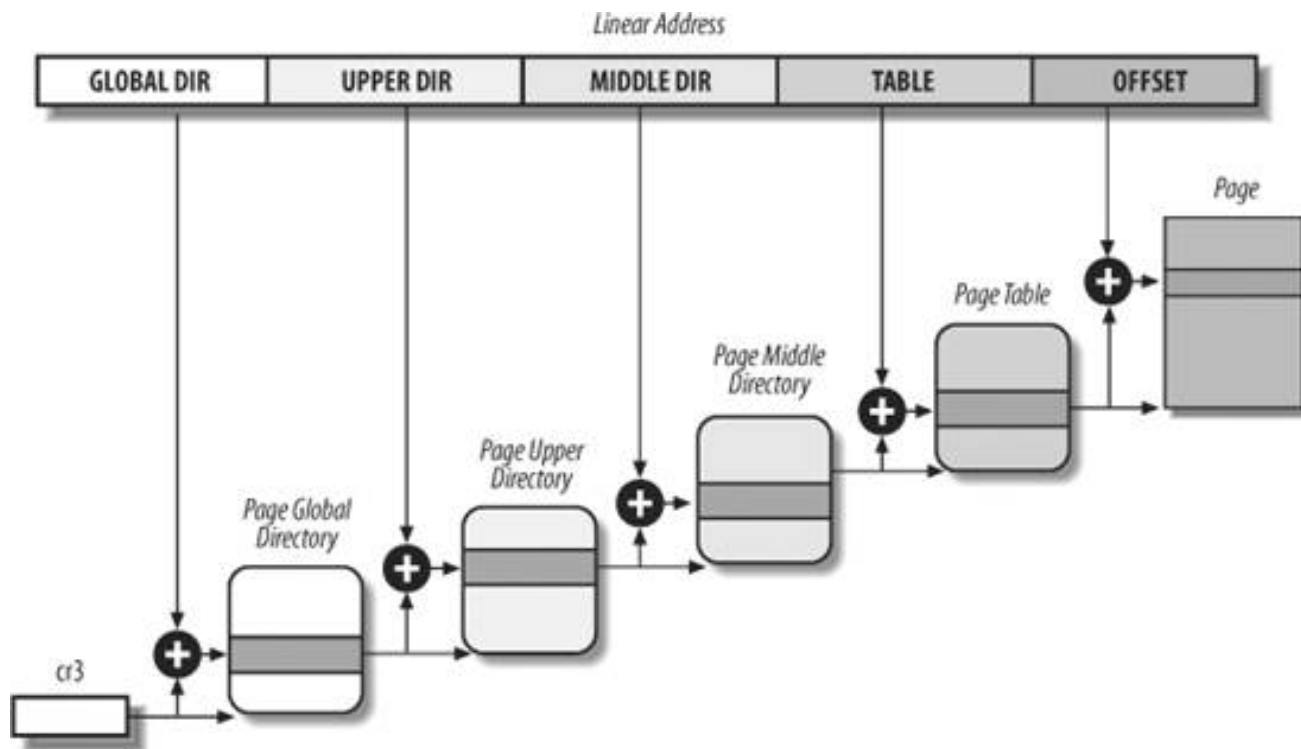 Linear Address
GLOBAL DIR
UPPER DIR
MIDDLE DIR
TABLE
OFFSET
Page
Page Table
Page Middle
Directory
Page Upper
Directory
Page Global
Directory
cr3